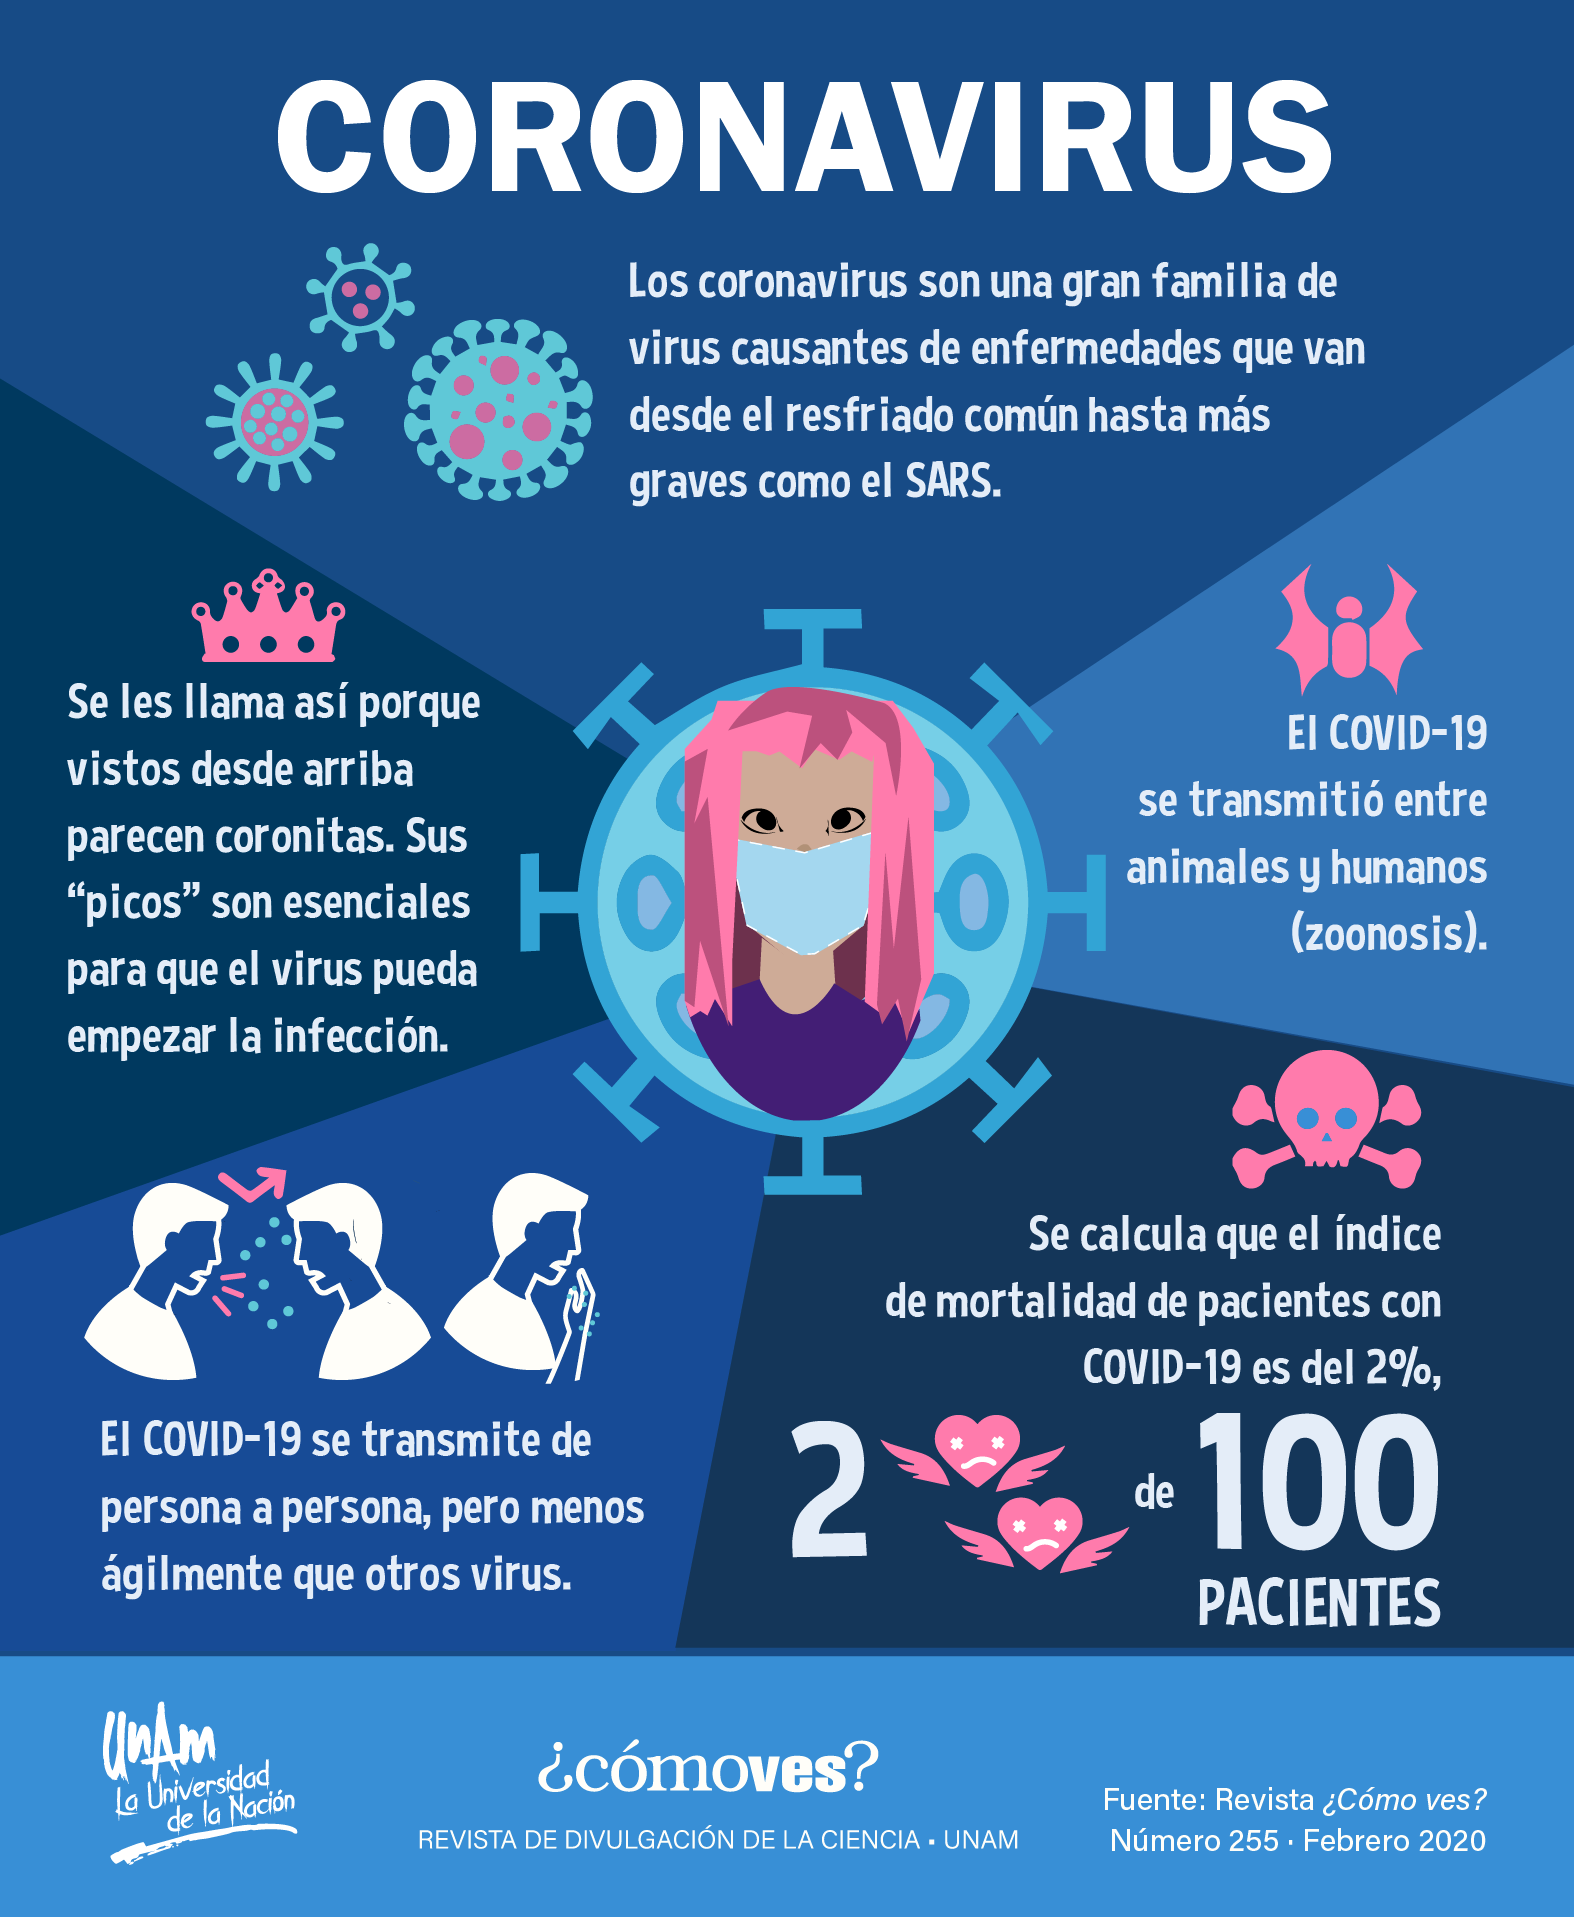 CORONAVIRUS
Los coronavirus son una gran familia de
virus causantes de enfermedades que van
desde el resfriado común hasta más
graves como el SARS.
Se les llama así porque
vistos desde arriba
parecen coronitas. Sus
“picos” son esenciales
para que el virus pueda
empezar la infección.
El COVID-19
se transmitió entre
animales y humanos
(zoonosis).
El COVID-19 se transmite de
persona a persona, pero menos
ágilmente que otros virus.
Se calcula que el índice
de mortalidad de pacientes con
COVID-19 es del 2%,
2 de 100
PACIENTES
UnAm
La Universidad
de la Nación
¿cómoves?
REVISTA DE DIVULGACIÓN DE LA CIENCIA ▪ UNAM
Fuente: Revista ¿Cómo ves?
Número 255 · Febrero 2020